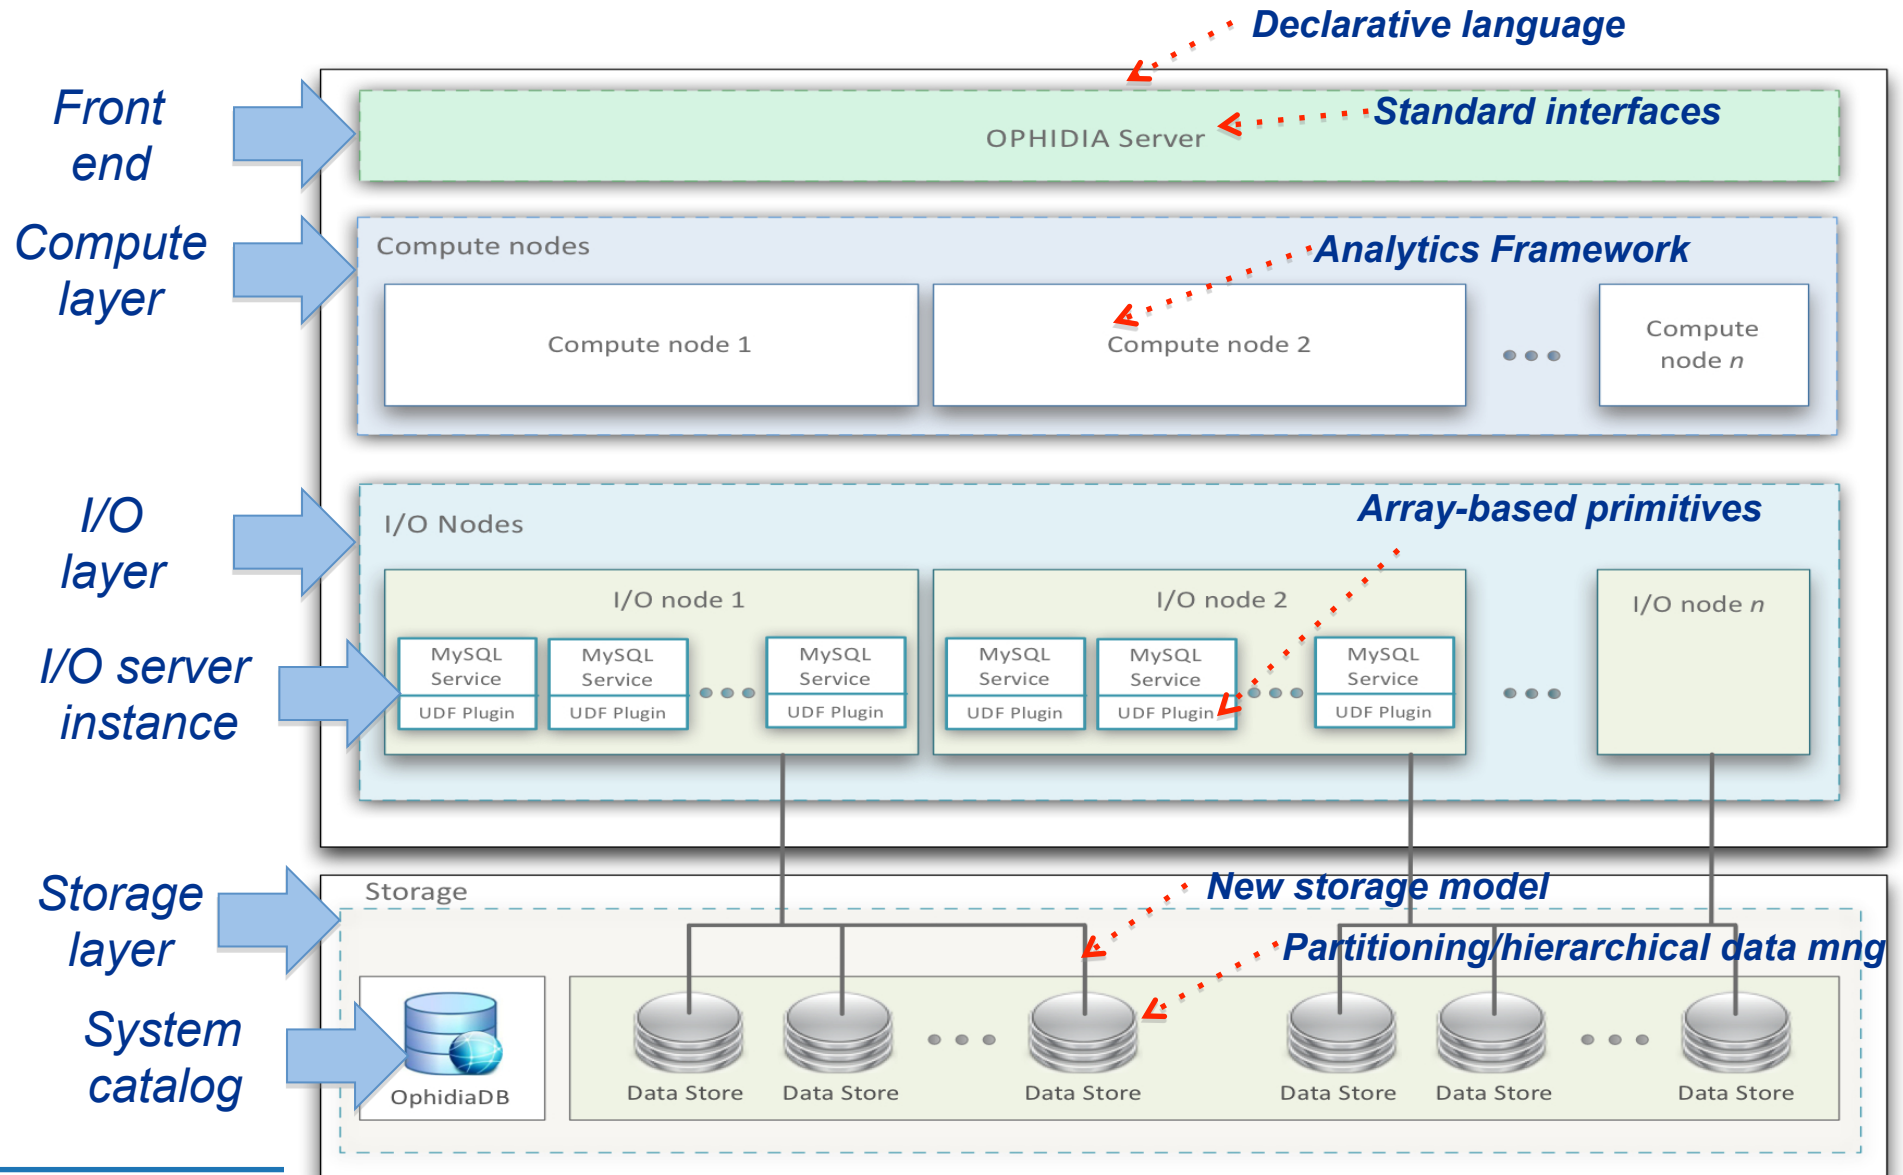 Declarative language
Front
end
Standard interfaces
OPHIDIA Server
Compute
layer
Compute nodes
Analytics Framework
Compute node 1
Compute node 2
Compute
node n
I/O
layer
I/O Nodes
Array-based primitives
I/O node 1
I/O node 2
I/O node n
I/O server
instance
MySQL
Service
UDF Plugin
MySQL
Service
UDF Plugin
MySQL
Service
UDF Plugin
MySQL
Service
UDF Plugin
MySQL
Service
UDF Plugin
MySQL
Service
UDF Plugin
Storage
layer
Storage
New storage model
Partitioning/hierarchical data mng
System
catalog
OphidiaDB
Data Store
Data Store
Data Store
Data Store
Data Store
Data Store